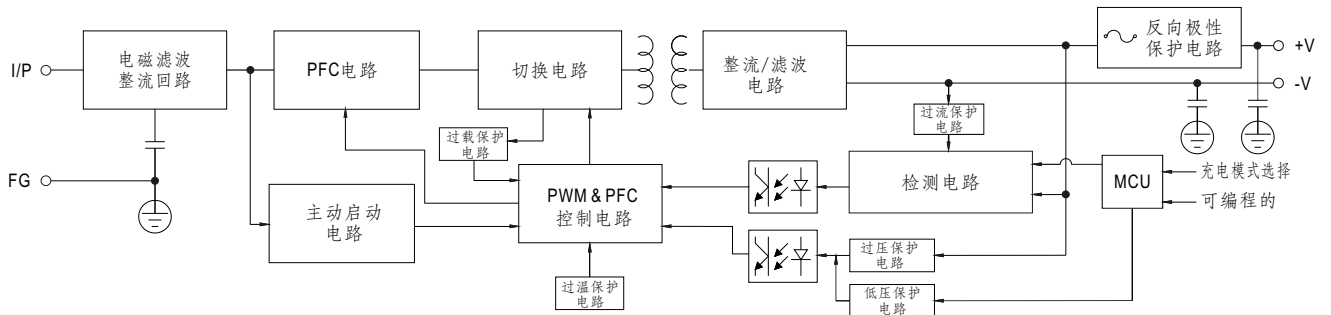 反向极性
保护电路
+V
电磁滤波
整流回路
I/P
PFC电路
切换电路
整流/滤波
电路
-V
过流保护
电路
过载保护
电路
FG
主动启动
电路
PWM & PFC
控制电路
检测电路
MCU
充电模式选择
可编程的
过压保护
电路
过温保护
电路
低压保护
电路